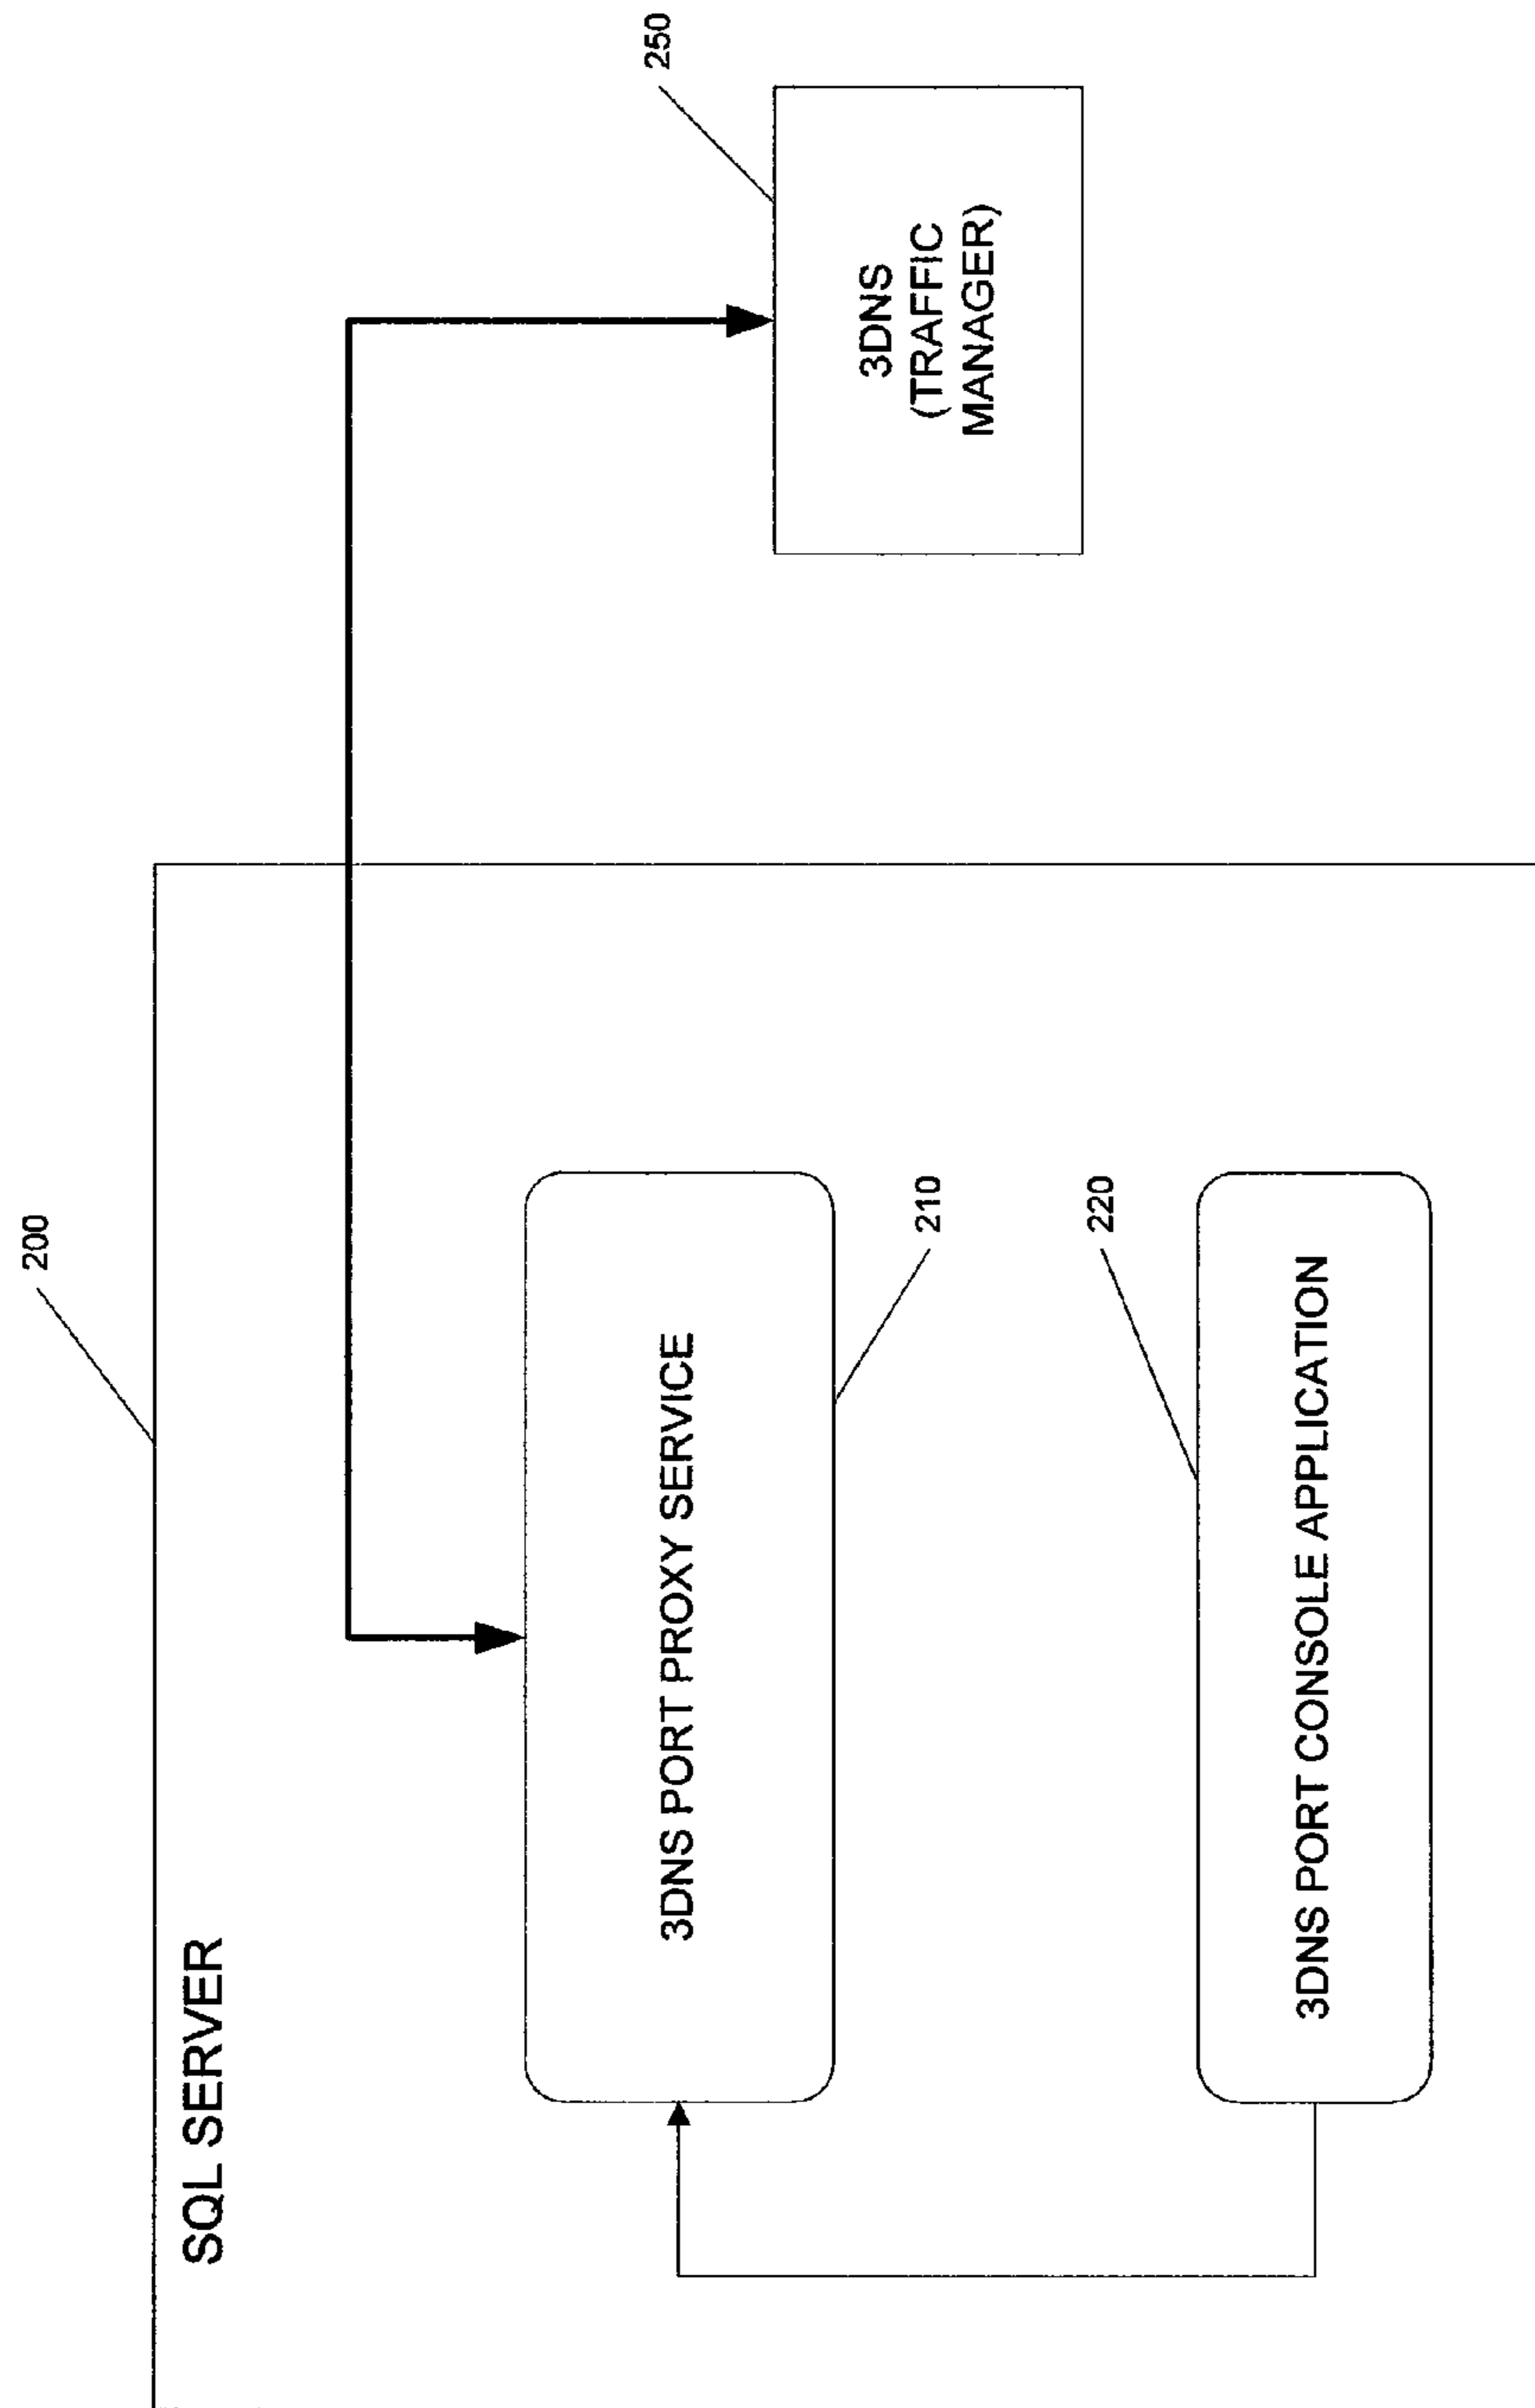 200
SQL SERVER
250
3DNS PORT PROXY SERVICE
210
3DNS
(TRAFFIC
MANAGER)
220
3DNS PORT CONSOLE APPLICATION